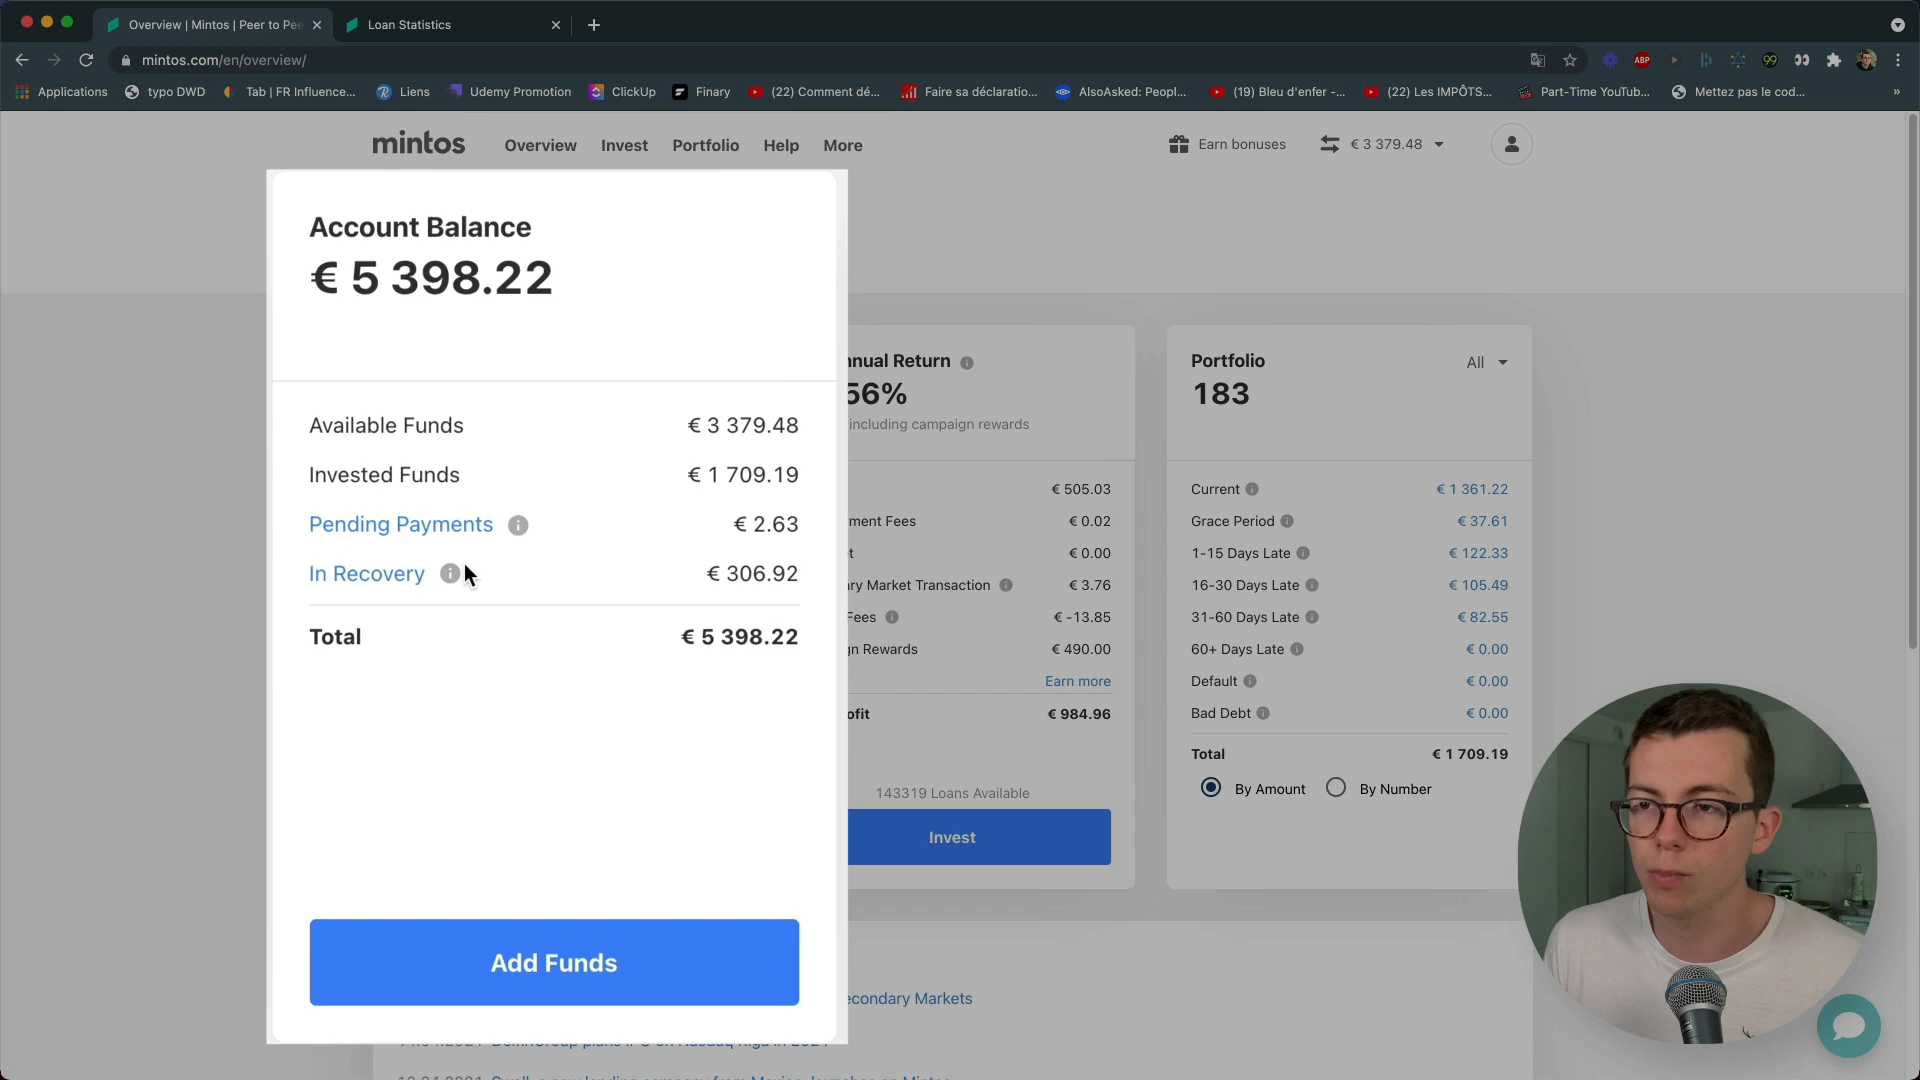 Overview | Mintos | Peer to Pee
Loan Statistics
mintos.com/en/overview/
ABP
99
Applications
typo DWD
Tab | FR Influence...
Liens
Udemy Promotion
ClickUp
Finary
(22) Comment dé...
Faire sa déclaratio...
AlsoAsked: Peopl...
(19) Bleu d'enfer -...
(22) Les IMPÔTS...
Part-Time YouTub...
Mettez pas le cod...
»
mintos
Overview
Invest
Portfolio
Help
More
Earn bonuses
€ 3 379.48
Account Balance
€ 5 398.22
Available Funds € 3 379.48
Invested Funds € 1 709.19
Pending Payments € 2.63
In Recovery € 306.92
Total € 5 398.22
Add Funds
nnual Return
56%
including campaign rewards
€ 505.03
ment Fees € 0.02
€ 0.00
ry Market Transaction € 3.76
Fees € -13.85
gn Rewards € 490.00
Earn more
ofit € 984.96
143319 Loans Available
Invest
Portfolio All
183
Current € 1 361.22
Grace Period € 37.61
1-15 Days Late € 122.33
16-30 Days Late € 105.49
31-60 Days Late € 82.55
60+ Days Late € 0.00
Default € 0.00
Bad Debt € 0.00
Total € 1 709.19
By Amount By Number
econdary Markets